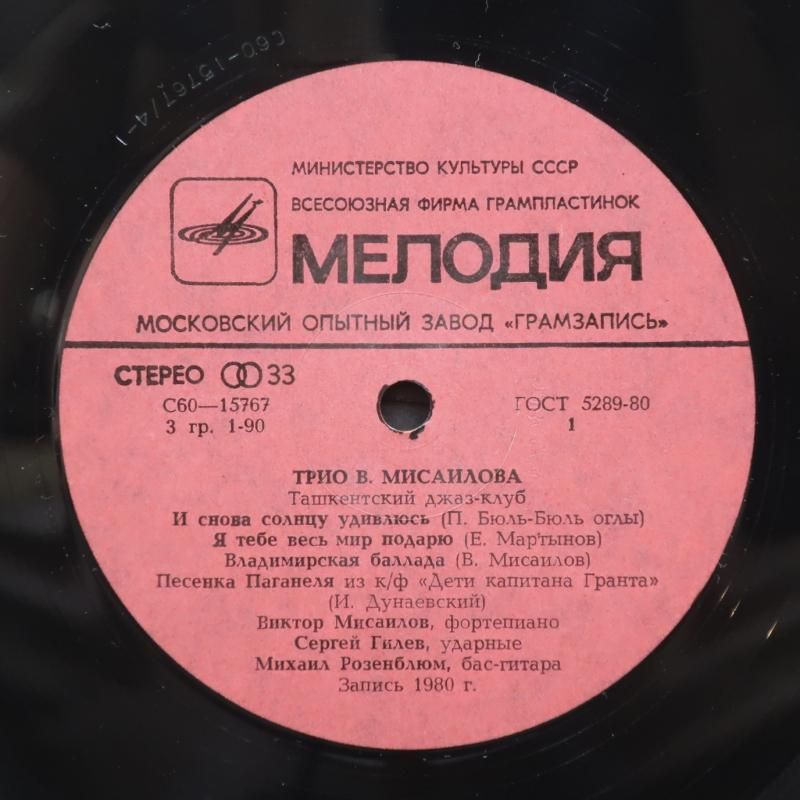 С60-15767/4-1
МИНИСТЕРСТВО КУЛЬТУРЫ СССР
ВСЕСОЮЗНАЯ ФИРМА ГРАМПЛАСТИНОК
МЕЛОДИЯ
МОСКОВСКИЙ ОПЫТНЫЙ ЗАВОД «ГРАМЗАПИСЬ»
СТЕРЕО 33
С60—15767
3 гр. 1-90
ГОСТ 5289-80
1
ТРИО В. МИСАИЛОВА
Ташкентский джаз-клуб
И снова солнцу удивлюсь (П. Бюль-Бюль оглы)
Я тебе весь мир подарю (Е. Мартынов)
Владимирская баллада (В. Мисаилов)
Песенка Паганеля из к/ф «Дети капитана Гранта»
(И. Дунаевский)
Виктор Мисаилов, фортепиано
Сергей Гилев, ударные
Михаил Розенблюм, бас-гитара
Запись 1980 г.